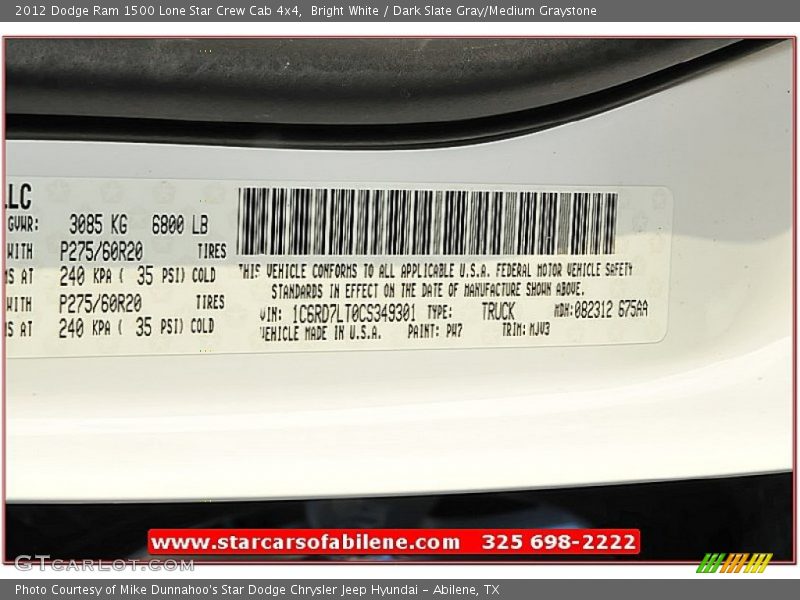 2012 Dodge Ram 1500 Lone Star Crew Cab 4x4, Bright White / Dark Slate Gray/Medium Graystone
LLC
GVWR: 3085 KG 6800 LB
WITH P275/60R20 TIRES
MS AT 240 KPA ( 35 PSI) COLD
WITH P275/60R20 TIRES
MS AT 240 KPA ( 35 PSI) COLD
THIS VEHICLE CONFORMS TO ALL APPLICABLE U.S.A. FEDERAL MOTOR VEHICLE SAFETY
STANDARDS IN EFFECT ON THE DATE OF MANUFACTURE SHOWN ABOVE.
VIN: 1C6RD7LT0CS349301 TYPE: TRUCK MDH:082312 675AA
VEHICLE MADE IN U.S.A. PAINT: PW7 TRIM: MJV3
www.starcarsofabilene.com 325 698-2222
GTCARLOT.COM
Photo Courtesy of Mike Dunnahoo's Star Dodge Chrysler Jeep Hyundai – Abilene, TX